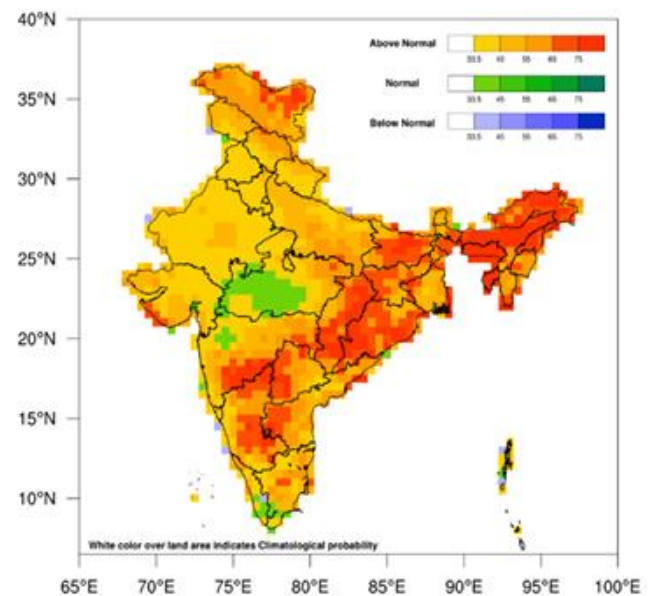 40°N
35°N
30°N
25°N
20°N
15°N
10°N
Above Normal
33.5 45 55 65 75
Normal
33.5 45 55 65 75
Below Normal
33.5 45 55 65 75
White color over land area indicates Climatological probability
65°E 70°E 75°E 80°E 85°E 90°E 95°E 100°E